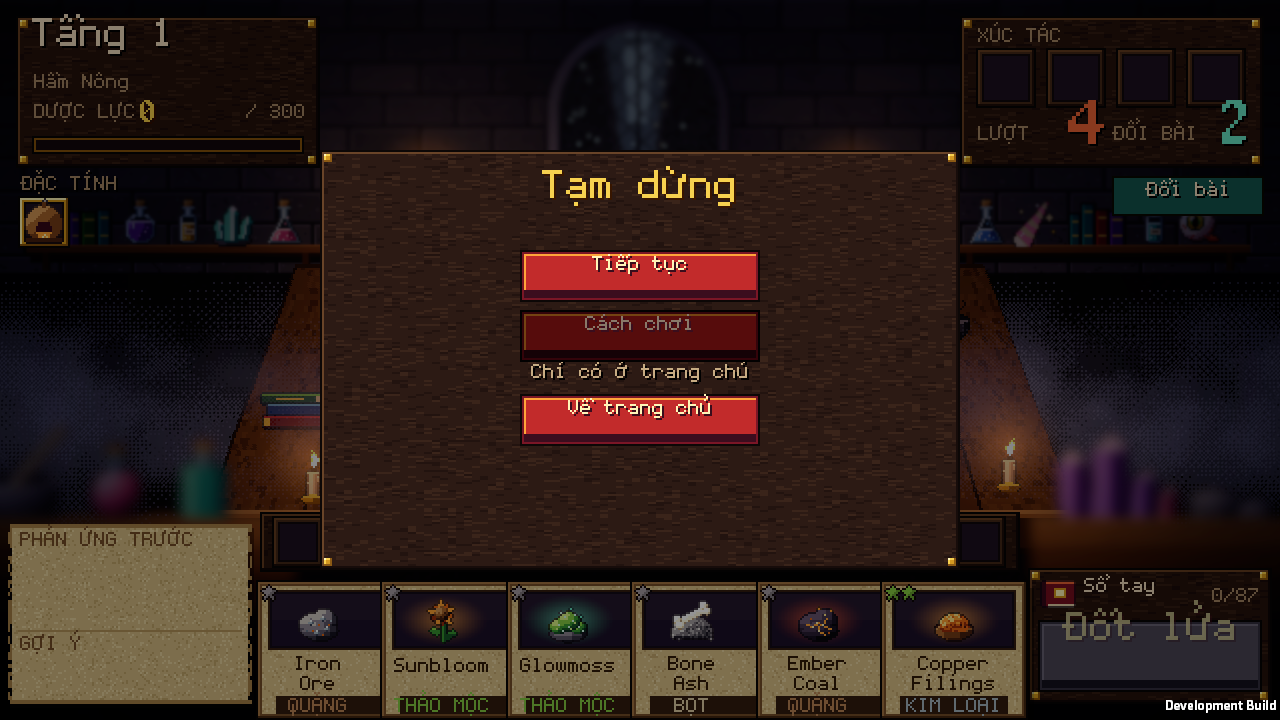 Tầng 1
Hầm Nông
DƯỢC LỰC 0 / 300
ĐẶC TÍNH
XÚC TÁC
LƯỢT 4 ĐỔI BÀI 2
Đổi bài
Tạm dừng
Tiếp tục
Cách chơi
Chỉ có ở trang chủ
Về trang chủ
PHẢN ỨNG TRƯỚC
GỢI Ý
Iron
Ore
QUẶNG
Sunbloom
THẢO MỘC
Glowmoss
THẢO MỘC
Bone
Ash
BỘT
Ember
Coal
QUẶNG
Copper
Filings
KIM LOẠI
Sổ tay
0/87
Đốt lửa
Development Build